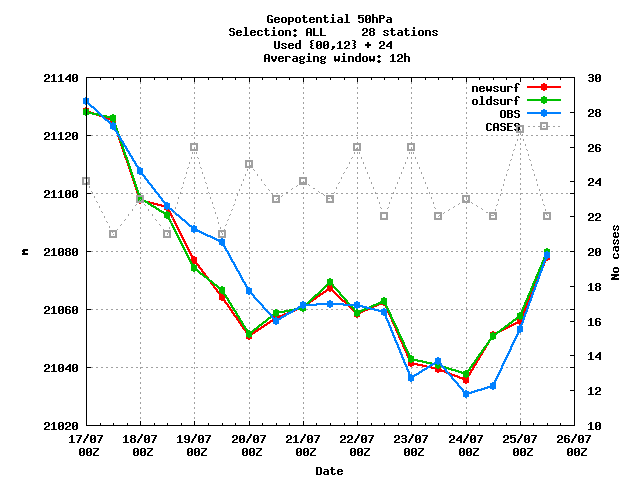 Geopotential 50hPa
Selection: ALL 28 stations
Used {00,12} + 24
Averaging window: 12h
21140 30
newsurf
oldsurf
OBS
CASES
28
21120
26
24
21100
22
21080 20
m
No cases
18
21060
16
14
21040
12
21020 10
17/07 18/07 19/07 20/07 21/07 22/07 23/07 24/07 25/07 26/07
00Z 00Z 00Z 00Z 00Z 00Z 00Z 00Z 00Z 00Z
Date